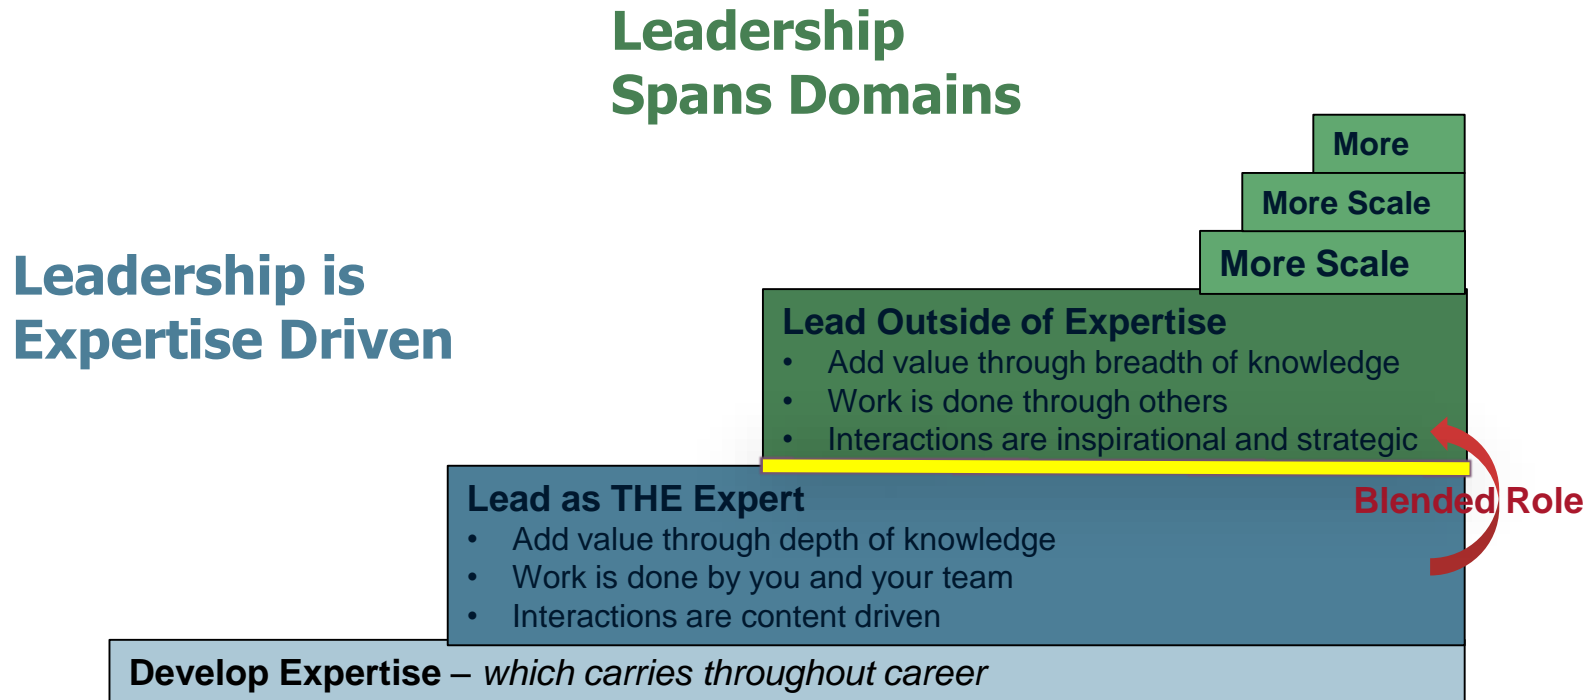 Leadership
Spans Domains
More
More Scale
More Scale
Leadership is
Expertise Driven
Lead Outside of Expertise
• Add value through breadth of knowledge
• Work is done through others
• Interactions are inspirational and strategic
Blended Role
Lead as THE Expert
• Add value through depth of knowledge
• Work is done by you and your team
• Interactions are content driven
Develop Expertise – which carries throughout career